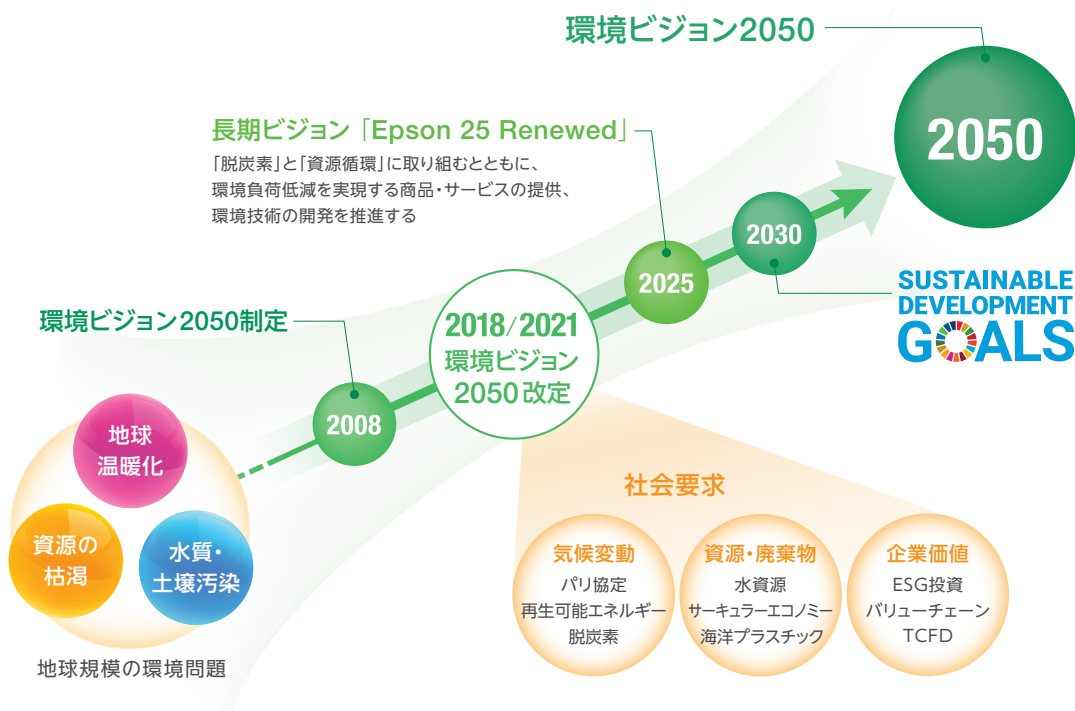 環境ビジョン2050
2050
長期ビジョン「Epson 25 Renewed」
「脱炭素」と「資源循環」に取り組むとともに、
環境負荷低減を実現する商品・サービスの提供、
環境技術の開発を推進する
2030
2025
SUSTAINABLE
DEVELOPMENT
GOALS
環境ビジョン2050制定
2018/2021
環境ビジョン
2050改定
2008
地球
温暖化
資源の
枯渇
水質・
土壌汚染
地球規模の環境問題
社会要求
気候変動
パリ協定
再生可能エネルギー
脱炭素
資源・廃棄物
水資源
サーキュラーエコノミー
海洋プラスチック
企業価値
ESG投資
バリューチェーン
TCFD